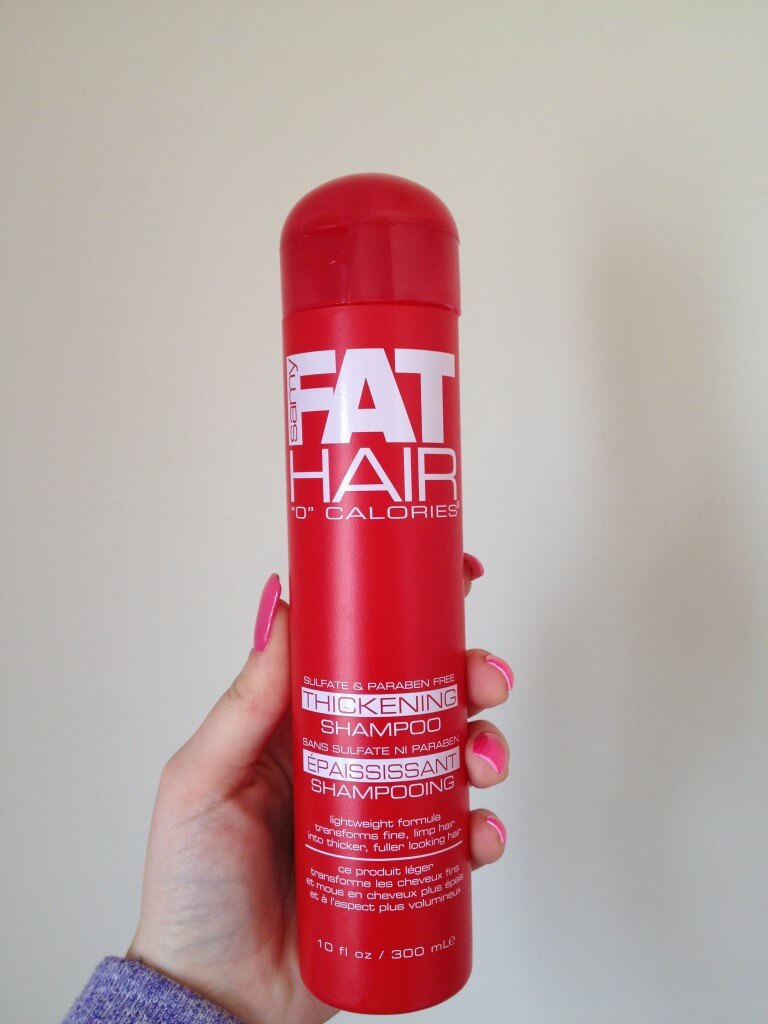 samy
FAT
HAIR
"0" CALORIES®
SULFATE & PARABEN FREE
THICKENING
SHAMPOO
SANS SULFATE NI PARABEN
ÉPAISSISSANT
SHAMPOOING
lightweight formula
transforms fine, limp hair
into thicker, fuller looking hair
ce produit léger
transforme les cheveux fins
et mous en cheveux plus épais
et à l'aspect plus volumineux
10 fl oz / 300 mL℮